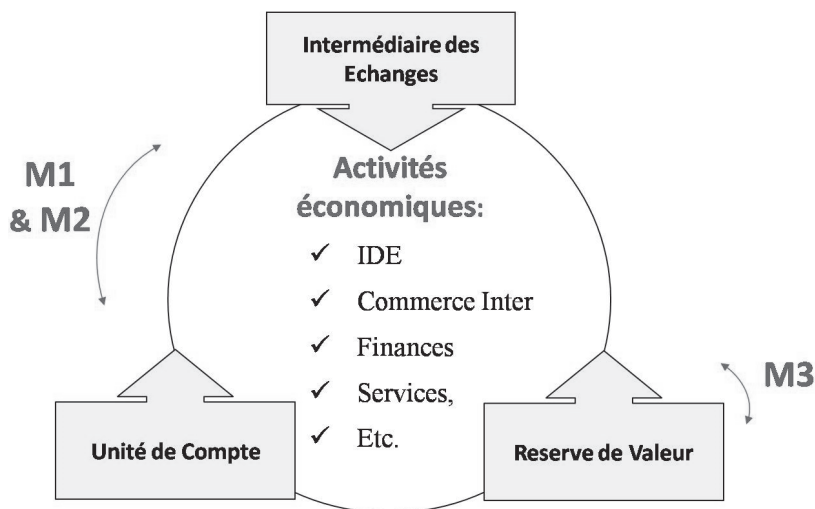 Intermédiaire des
Echanges
M1
& M2
Activités
économiques:
✓ IDE
✓ Commerce Inter
✓ Finances
✓ Services,
✓ Etc.
M3
Unité de Compte
Reserve de Valeur